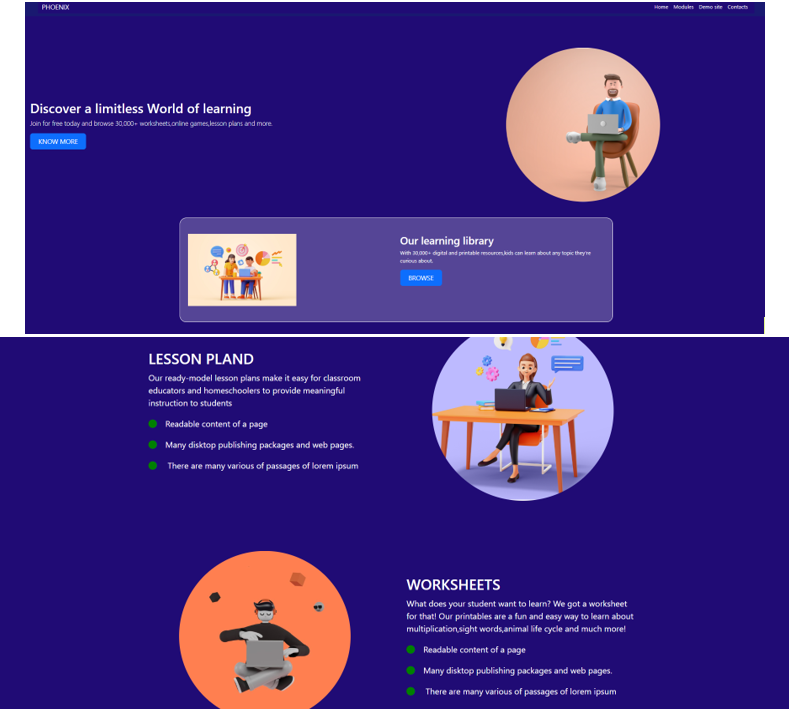 PHOENIX
Home Modules Demo site Contacts
Discover a limitless World of learning
Join for free today and browse 30,000+ worksheets,online games,lesson plans and more.
KNOW MORE
Our learning library
With 30,000+ digital and printable resources,kids can learn about any topic they're
curious about.
BROWSE
LESSON PLAND
Our ready-model lesson plans make it easy for classroom
educators and homeschoolers to provide meaningful
instruction to students
Readable content of a page
Many disktop publishing packages and web pages.
There are many various of passages of lorem ipsum
WORKSHEETS
What does your student want to learn? We got a worksheet
for that! Our printables are a fun and easy way to learn about
multiplication,sight words,animal life cycle and much more!
Readable content of a page
Many disktop publishing packages and web pages.
There are many various of passages of lorem ipsum